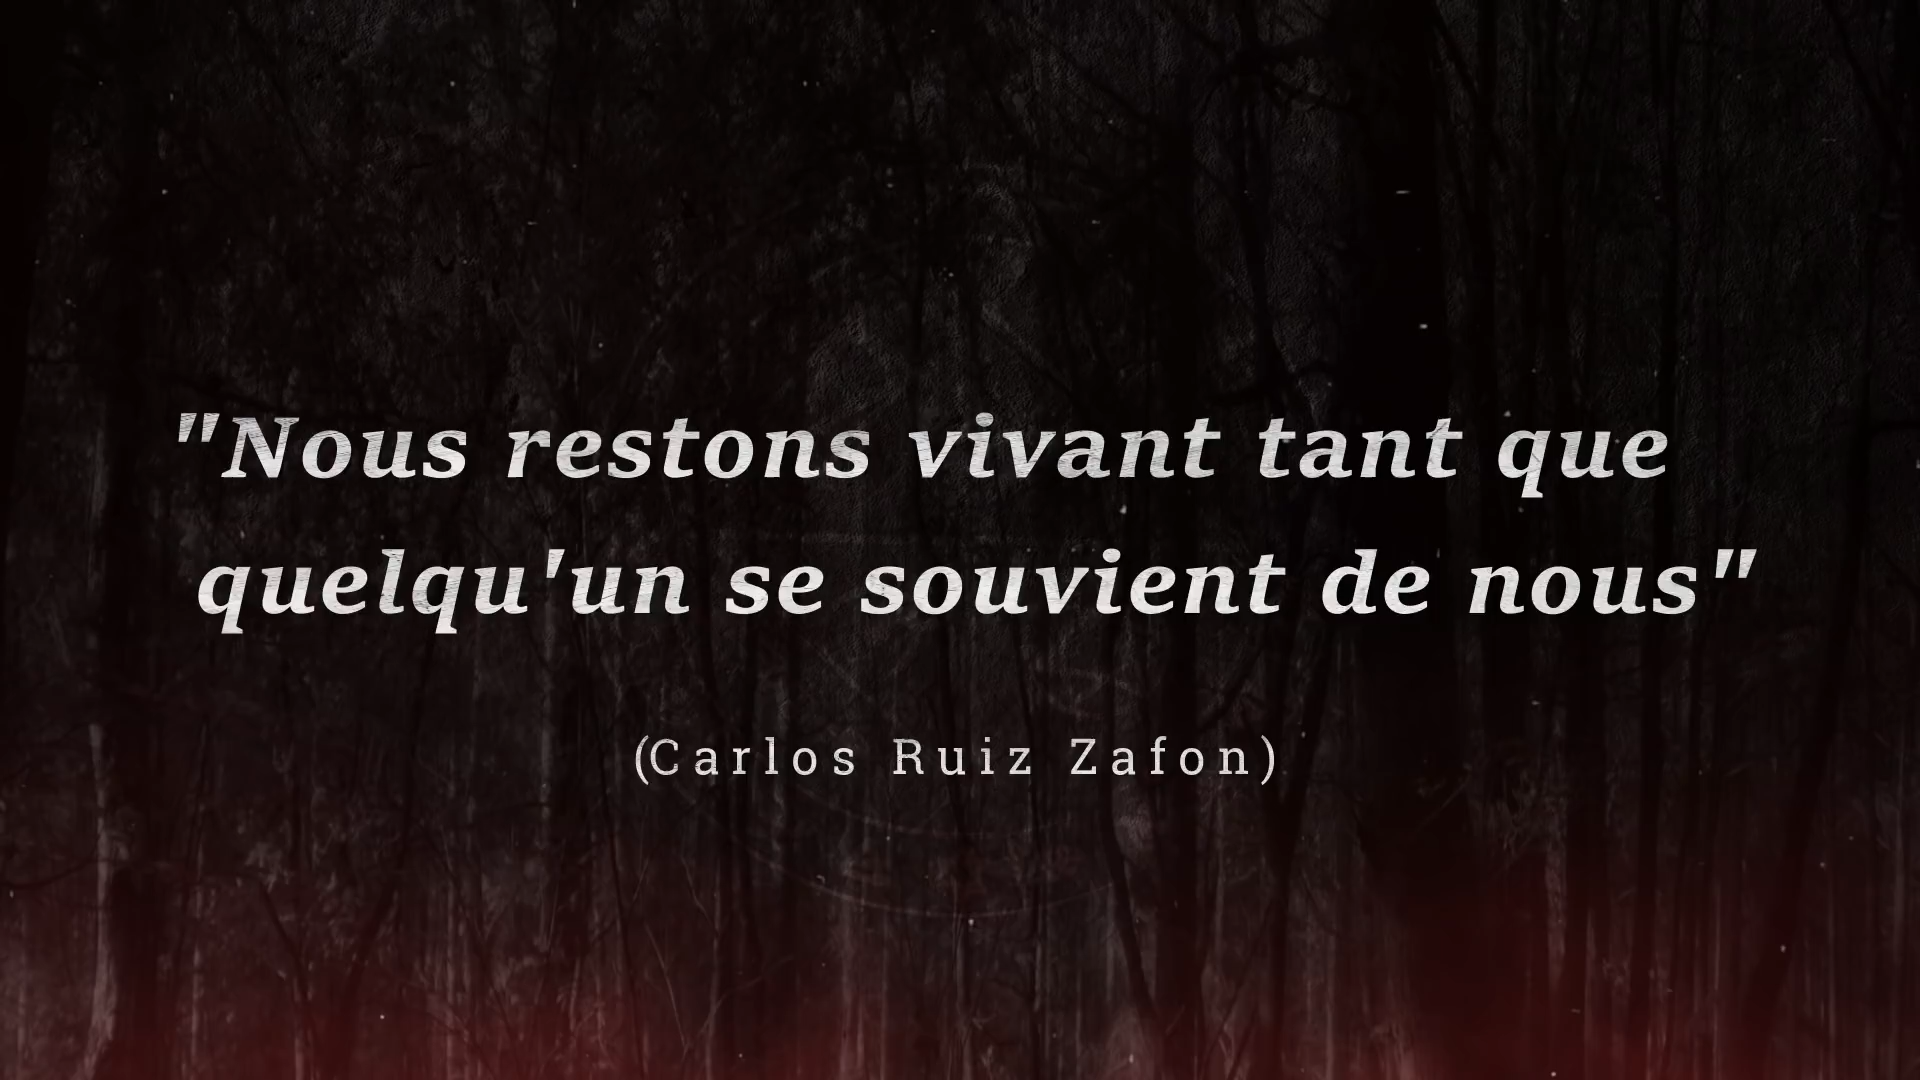 "Nous restons vivant tant que
quelqu'un se souvient de nous"
(Carlos Ruiz Zafon)